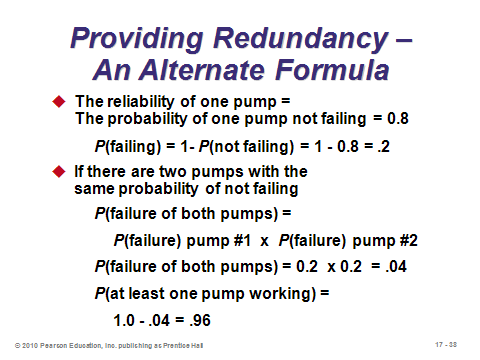 Providing Redundancy –
An Alternate Formula
The reliability of one pump =
The probability of one pump not failing = 0.8
P(failing) = 1- P(not failing) = 1 - 0.8 = .2
If there are two pumps with the
same probability of not failing
P(failure of both pumps) =
P(failure) pump #1 x P(failure) pump #2
P(failure of both pumps) = 0.2 x 0.2 = .04
P(at least one pump working) =
1.0 - .04 = .96
© 2010 Pearson Education, Inc. publishing as Prentice Hall
17 - 38